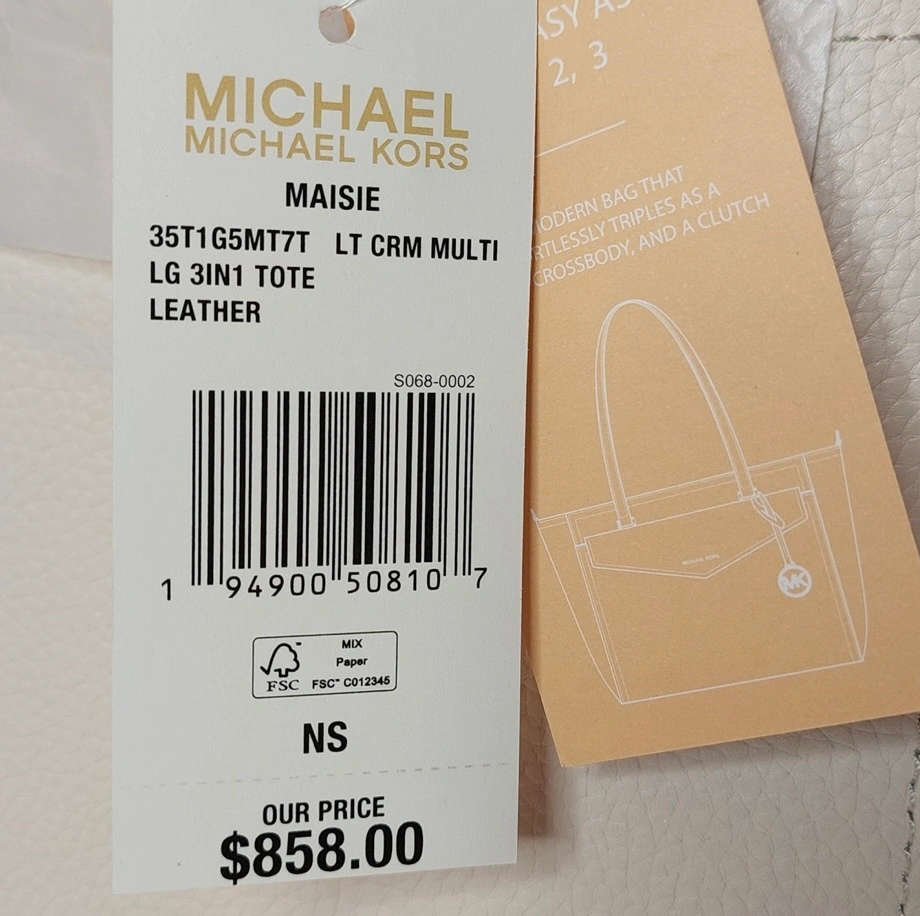 MICHAEL
MICHAEL KORS
MAISIE
35T1G5MT7T LT CRM MULTI
LG 3IN1 TOTE
LEATHER
S068-0002
1 94900 50810 7
FSC
MIX
Paper
FSC™ C012345
NS
OUR PRICE
$858.00
2, 3
BAG THAT
TRIPLES AS A
CROSSBODY, AND A CLUTCH
MICHAEL KORS
MK